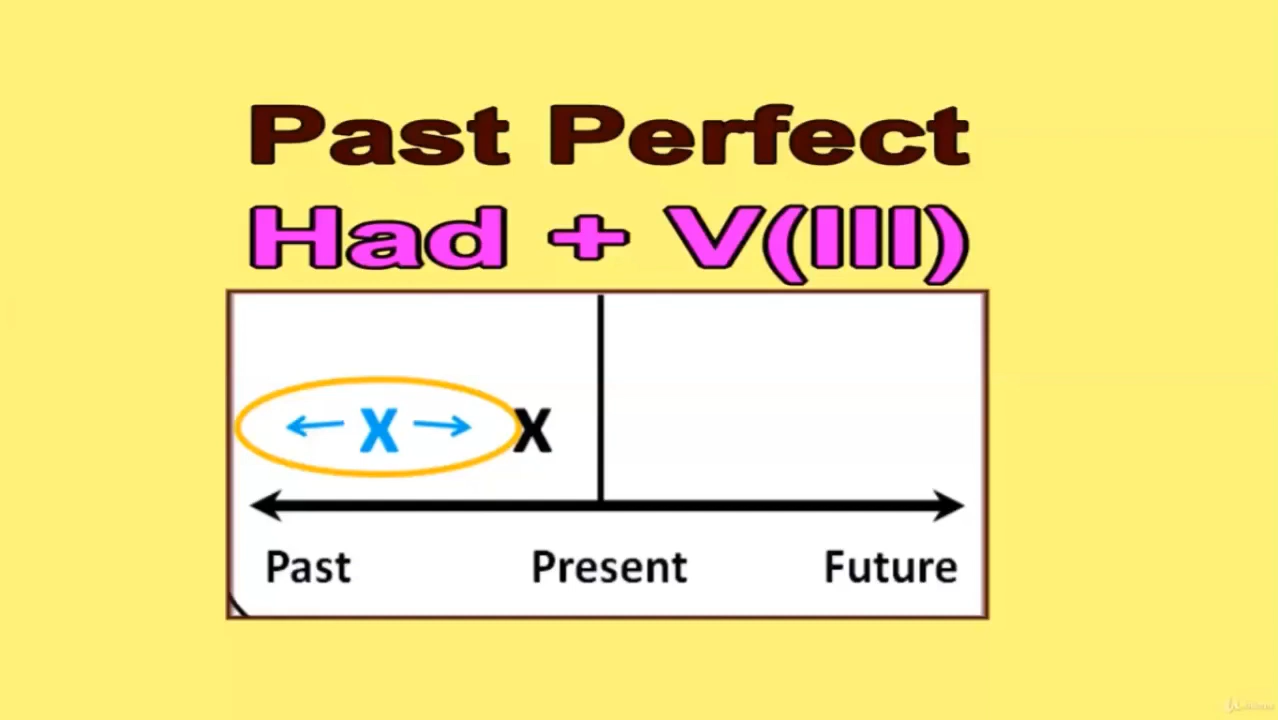 Past Perfect
Had + V(III)
X X
Past Present Future